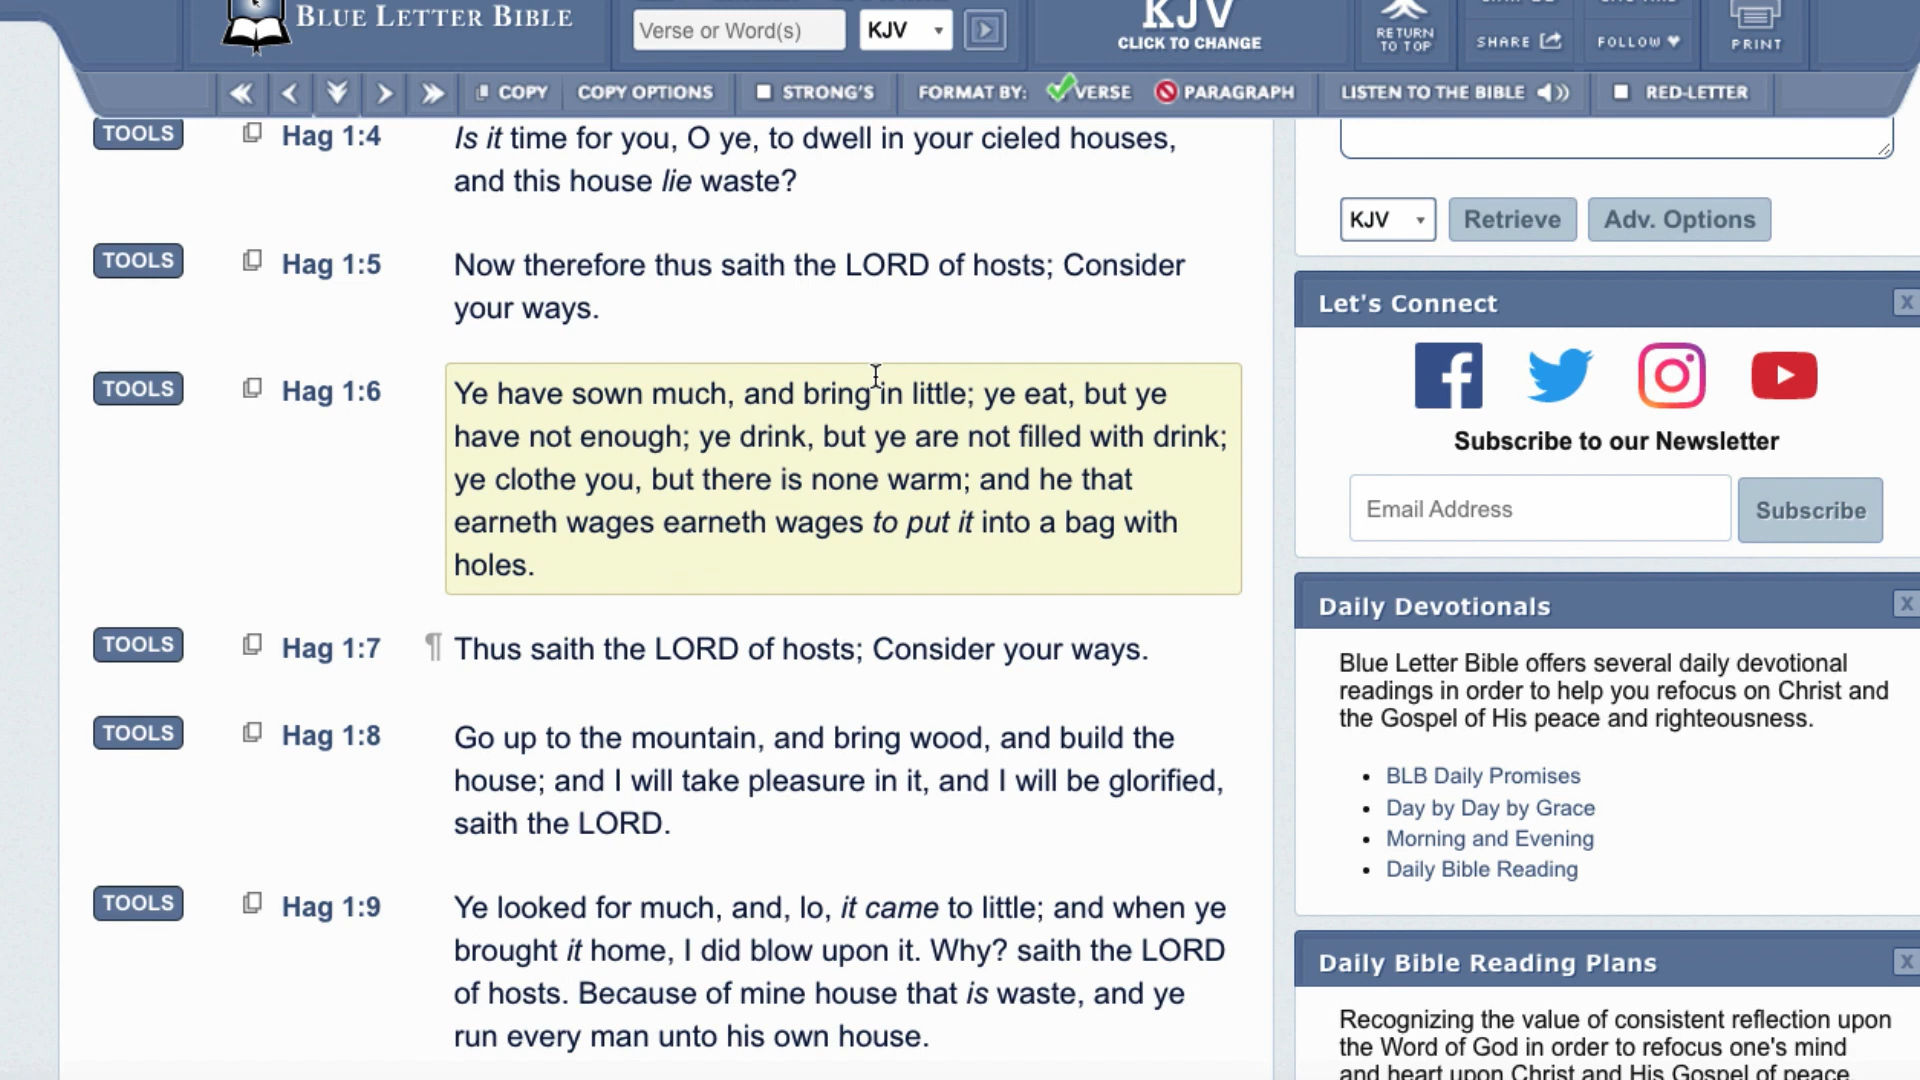 BLUE LETTER BIBLE
Verse or Word(s)
KJV
KJV
CLICK TO CHANGE
RETURN
TO TOP
SHARE
FOLLOW
PRINT
COPY
COPY OPTIONS
STRONG'S
FORMAT BY:
VERSE
PARAGRAPH
LISTEN TO THE BIBLE
RED-LETTER
TOOLS
Hag 1:4
Is it time for you, O ye, to dwell in your cieled houses,
and this house lie waste?
TOOLS
Hag 1:5
Now therefore thus saith the LORD of hosts; Consider
your ways.
TOOLS
Hag 1:6
Ye have sown much, and bring in little; ye eat, but ye
have not enough; ye drink, but ye are not filled with drink;
ye clothe you, but there is none warm; and he that
earneth wages earneth wages to put it into a bag with
holes.
TOOLS
Hag 1:7
¶ Thus saith the LORD of hosts; Consider your ways.
TOOLS
Hag 1:8
Go up to the mountain, and bring wood, and build the
house; and I will take pleasure in it, and I will be glorified,
saith the LORD.
TOOLS
Hag 1:9
Ye looked for much, and, lo, it came to little; and when ye
brought it home, I did blow upon it. Why? saith the LORD
of hosts. Because of mine house that is waste, and ye
run every man unto his own house.
KJV
Retrieve
Adv. Options
Let's Connect
X
Subscribe to our Newsletter
Email Address
Subscribe
Daily Devotionals
X
Blue Letter Bible offers several daily devotional
readings in order to help you refocus on Christ and
the Gospel of His peace and righteousness.
• BLB Daily Promises
• Day by Day by Grace
• Morning and Evening
• Daily Bible Reading
Daily Bible Reading Plans
X
Recognizing the value of consistent reflection upon
the Word of God in order to refocus one's mind
and heart upon Christ and His Gospel of peace